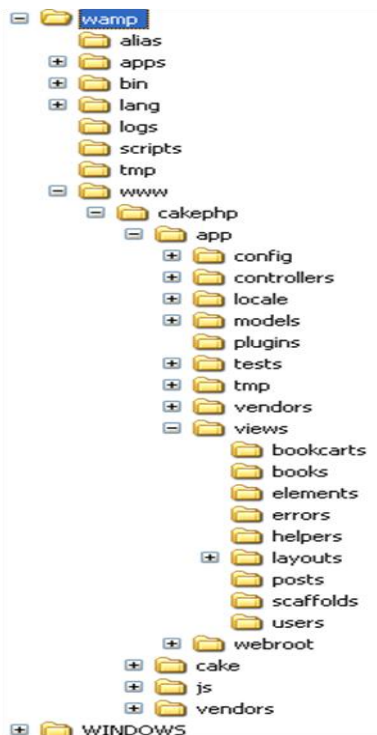 wamp
alias
apps
bin
lang
logs
scripts
tmp
www
cakephp
app
config
controllers
locale
models
plugins
tests
tmp
vendors
views
bookcarts
books
elements
errors
helpers
layouts
posts
scaffolds
users
webroot
cake
js
vendors
WINDOWS